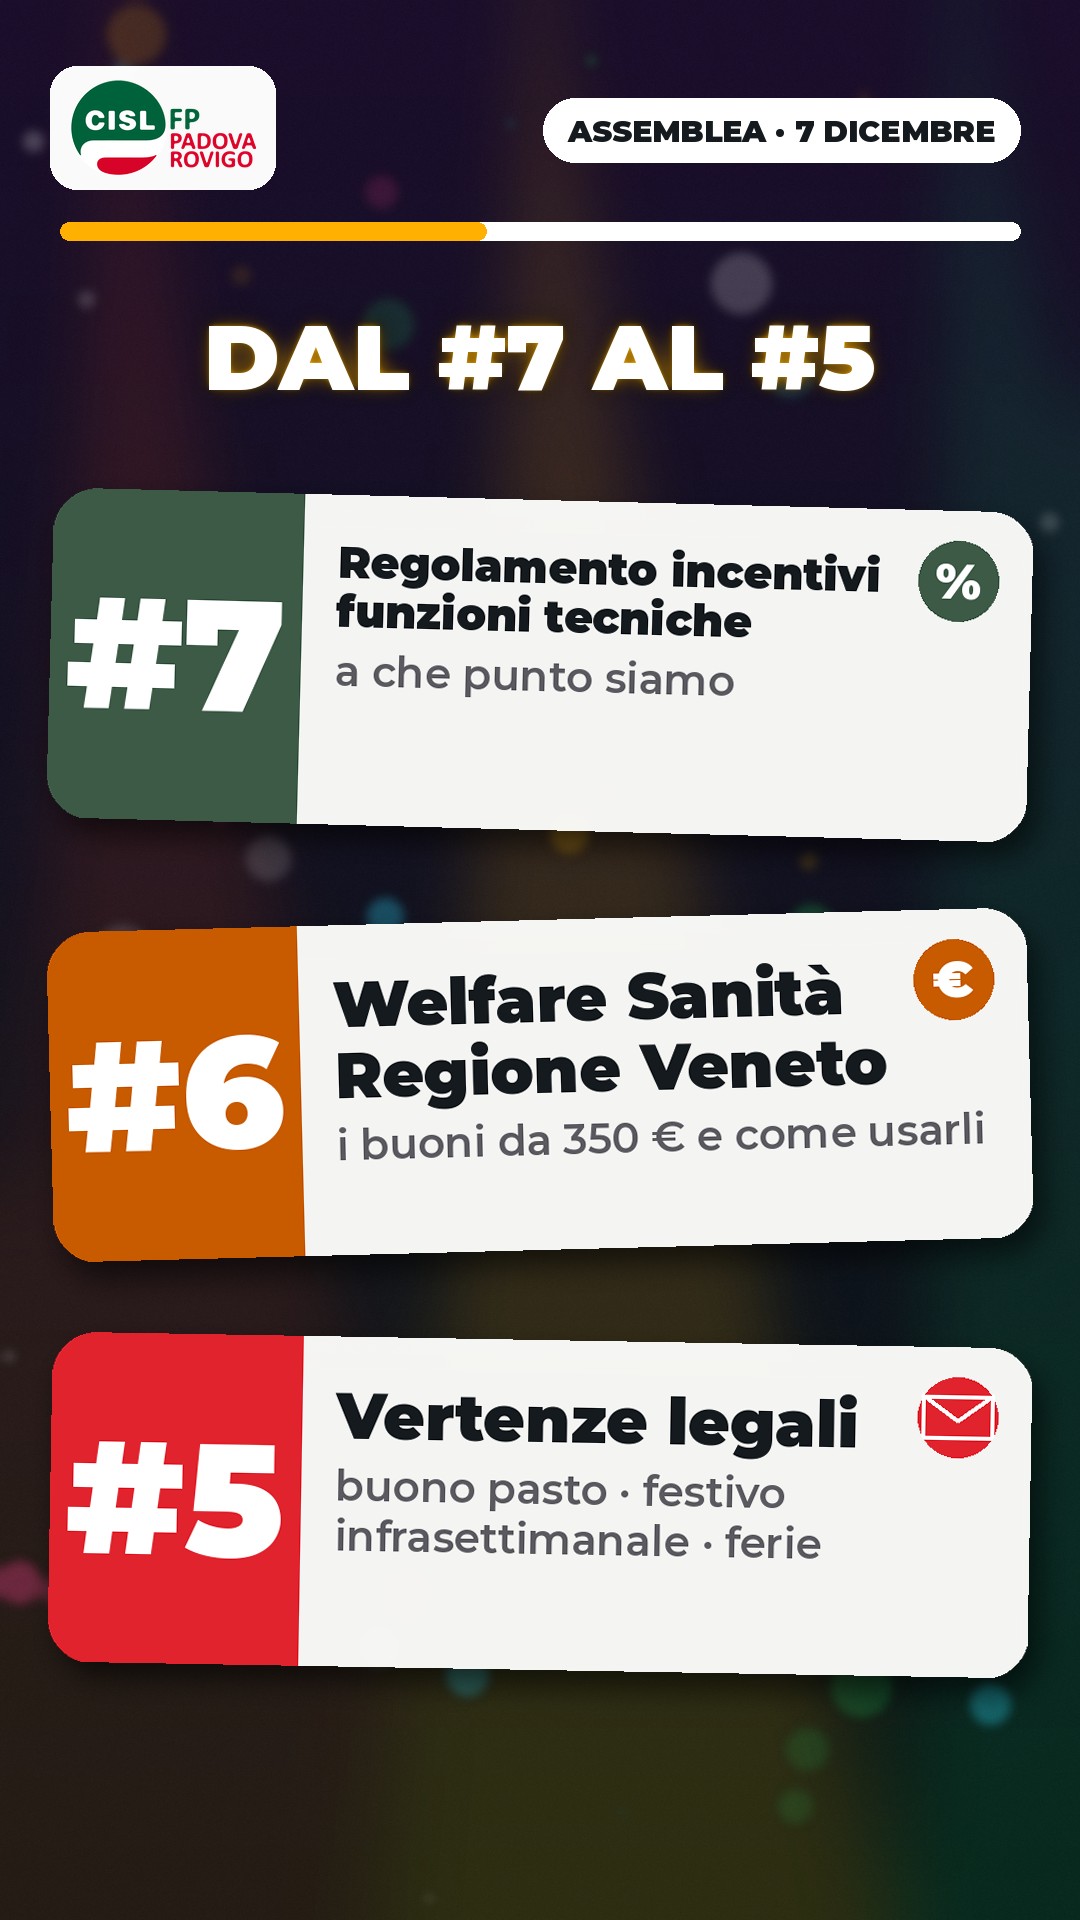 CISL FP
PADOVA
ROVIGO
ASSEMBLEA • 7 DICEMBRE
DAL #7 AL #5
#7
Regolamento incentivi
funzioni tecniche
%
a che punto siamo
#6
Welfare Sanità
Regione Veneto
€
i buoni da 350 € e come usarli
#5
Vertenze legali
buono pasto · festivo
infrasettimanale · ferie